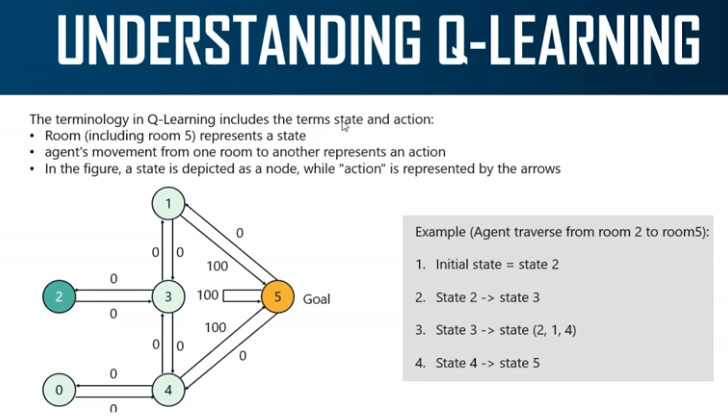 UNDERSTANDING Q-LEARNING
The terminology in Q-Learning includes the terms state and action:
• Room (including room 5) represents a state
• agent's movement from one room to another represents an action
• In the figure, a state is depicted as a node, while "action" is represented by the arrows
1
0
0 0
100
0
2
3
100
5
Goal
0
100
0 0
0
0
0
4
0
Example (Agent traverse from room 2 to room5):
1. Initial state = state 2
2. State 2 -> state 3
3. State 3 -> state (2, 1, 4)
4. State 4 -> state 5